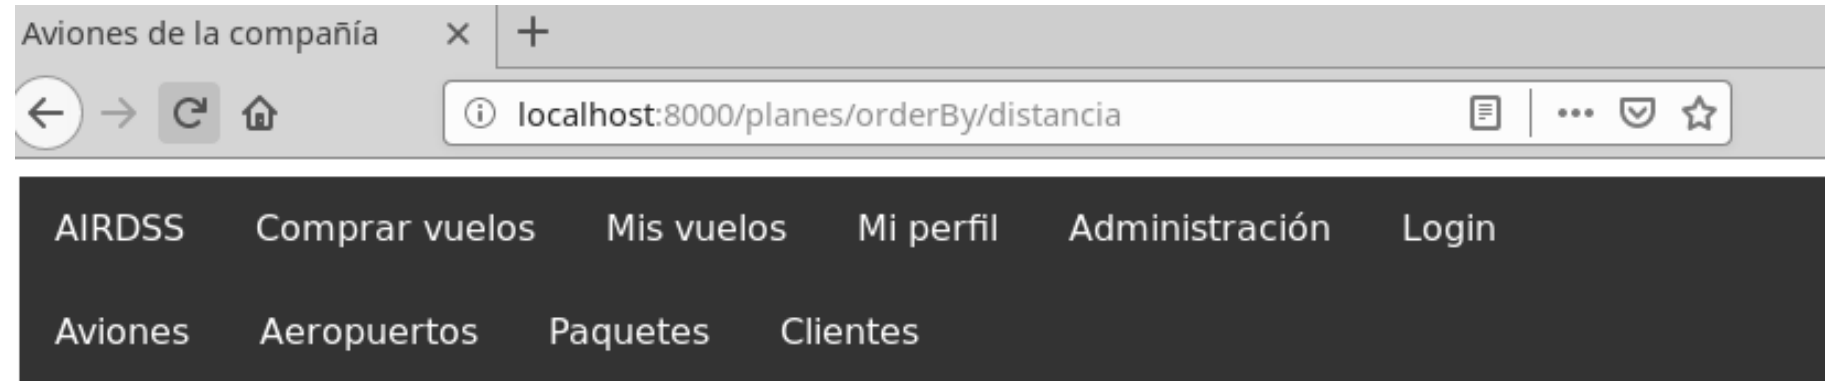 Aviones de la compañía
localhost:8000/planes/orderBy/distancia
AIRDSS Comprar vuelos Mis vuelos Mi perfil Administración Login
Aviones Aeropuertos Paquetes Clientes